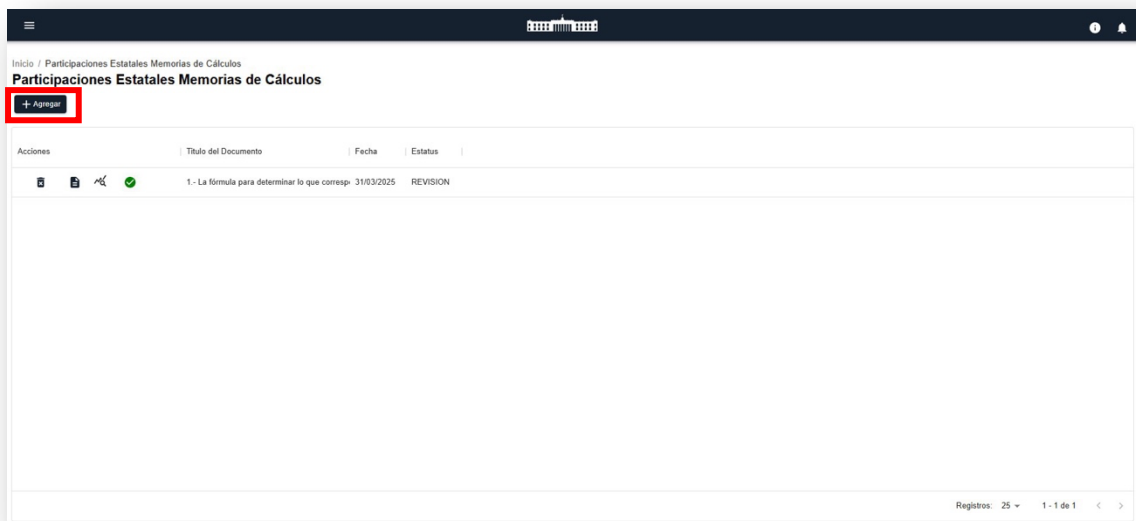 Inicio / Participaciones Estatales Memorias de Cálculos
Participaciones Estatales Memorias de Cálculos
+ Agregar
Acciones Titulo del Documento Fecha Estatus
1.- La fórmula para determinar lo que corresp 31/03/2025 REVISION
Registros: 25 1 - 1 de 1